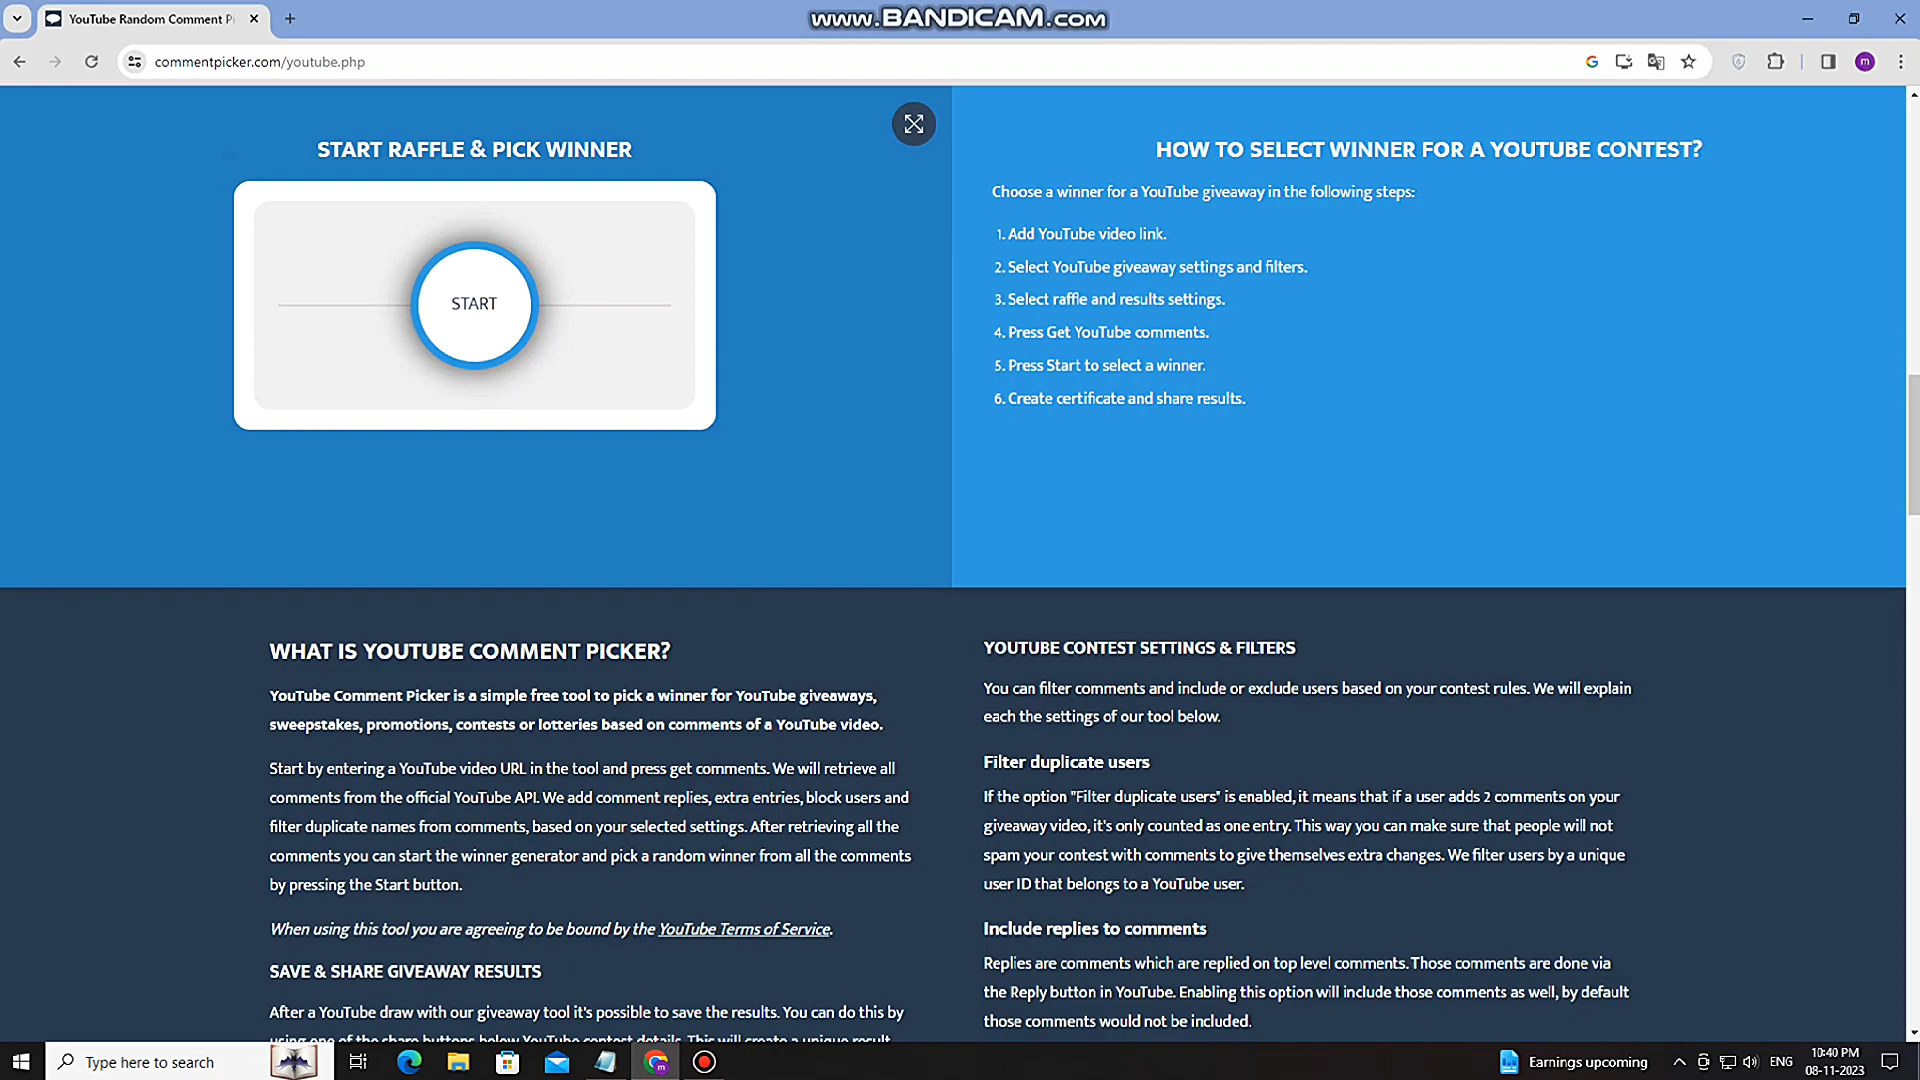 YouTube Random Comment Pi
www.BANDICAM.com
commentpicker.com/youtube.php
m
START RAFFLE & PICK WINNER
START
HOW TO SELECT WINNER FOR A YOUTUBE CONTEST?
Choose a winner for a YouTube giveaway in the following steps:
1. Add YouTube video link.
2. Select YouTube giveaway settings and filters.
3. Select raffle and results settings.
4. Press Get YouTube comments.
5. Press Start to select a winner.
6. Create certificate and share results.
WHAT IS YOUTUBE COMMENT PICKER?
YouTube Comment Picker is a simple free tool to pick a winner for YouTube giveaways,
sweepstakes, promotions, contests or lotteries based on comments of a YouTube video.
Start by entering a YouTube video URL in the tool and press get comments. We will retrieve all
comments from the official YouTube API. We add comment replies, extra entries, block users and
filter duplicate names from comments, based on your selected settings. After retrieving all the
comments you can start the winner generator and pick a random winner from all the comments
by pressing the Start button.
When using this tool you are agreeing to be bound by the YouTube Terms of Service.
SAVE & SHARE GIVEAWAY RESULTS
After a YouTube draw with our giveaway tool it's possible to save the results. You can do this by
using one of the share buttons below YouTube contest details. This will create a unique result
YOUTUBE CONTEST SETTINGS & FILTERS
You can filter comments and include or exclude users based on your contest rules. We will explain
each the settings of our tool below.
Filter duplicate users
If the option "Filter duplicate users" is enabled, it means that if a user adds 2 comments on your
giveaway video, it's only counted as one entry. This way you can make sure that people will not
spam your contest with comments to give themselves extra changes. We filter users by a unique
user ID that belongs to a YouTube user.
Include replies to comments
Replies are comments which are replied on top level comments. Those comments are done via
the Reply button in YouTube. Enabling this option will include those comments as well, by default
those comments would not be included.
Type here to search
Earnings upcoming
ENG
10:40 PM
08-11-2023